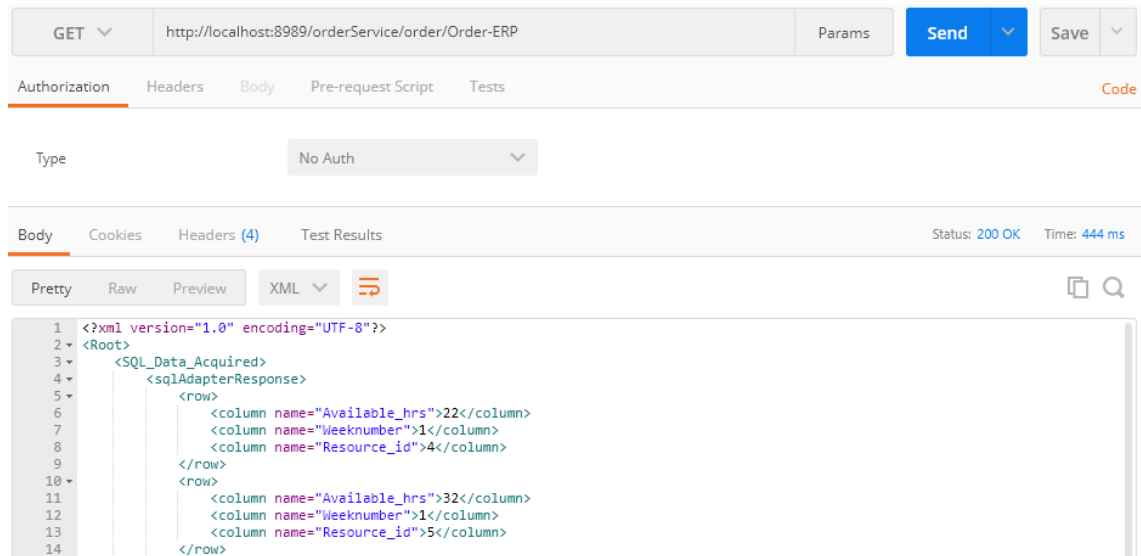 GET http://localhost:8989/orderService/order/Order-ERP Params Send Save
Authorization Headers Body Pre-request Script Tests Code
Type No Auth
Body Cookies Headers (4) Test Results Status: 200 OK Time: 444 ms
Pretty Raw Preview XML
1 <?xml version="1.0" encoding="UTF-8"?>
2 <Root>
3 <SQL_Data_Acquired>
4 <sqlAdapterResponse>
5 <row>
6 <column name="Available_hrs">22</column>
7 <column name="Weeknumber">1</column>
8 <column name="Resource_id">4</column>
9 </row>
10 <row>
11 <column name="Available_hrs">32</column>
12 <column name="Weeknumber">1</column>
13 <column name="Resource_id">5</column>
14 </row>